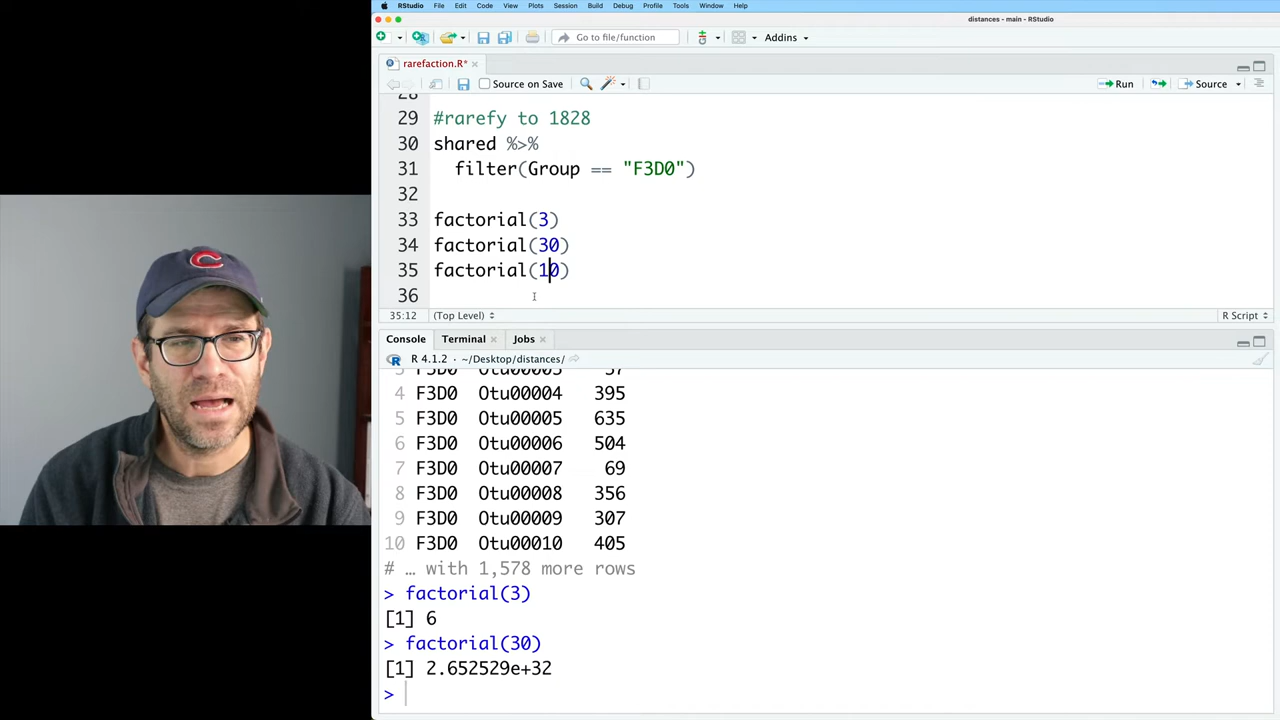 RStudio File Edit Code View Plots Session Build Debug Profile Tools Window Help
distances - main - RStudio
Go to file/function Addins
rarefaction.R*
Source on Save Run Source
28
29 #rarefy to 1828
30 shared %>%
31 filter(Group == "F3D0")
32
33 factorial(3)
34 factorial(30)
35 factorial(10)
36
35:12 (Top Level) R Script
Console Terminal Jobs
R 4.1.2 · ~/Desktop/distances/
3 F3D0 Otu00003 37
4 F3D0 Otu00004 395
5 F3D0 Otu00005 635
6 F3D0 Otu00006 504
7 F3D0 Otu00007 69
8 F3D0 Otu00008 356
9 F3D0 Otu00009 307
10 F3D0 Otu00010 405
# … with 1,578 more rows
> factorial(3)
[1] 6
> factorial(30)
[1] 2.652529e+32
>
C